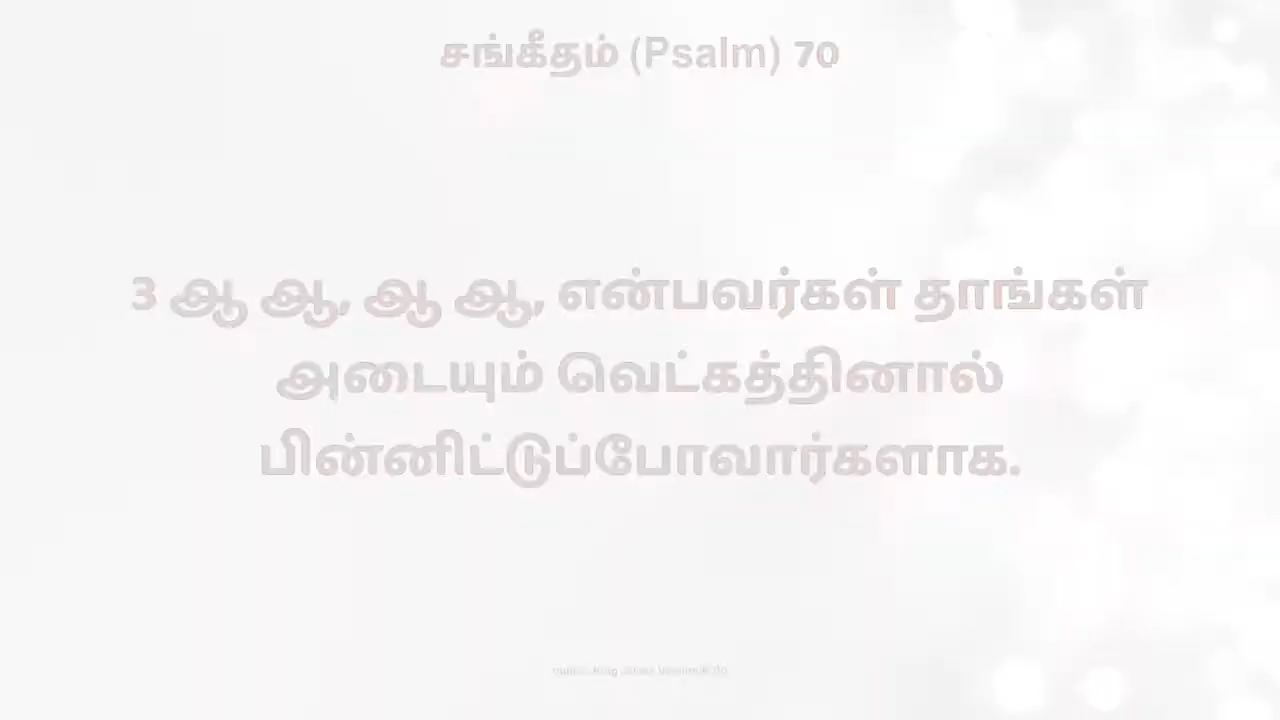 சங்கீதம் (Psalm) 70
3 ஆ ஆ, ஆ ஆ, என்பவர்கள் தாங்கள்
அடையும் வெட்கத்தினால்
பின்னிட்டுப்போவார்களாக.